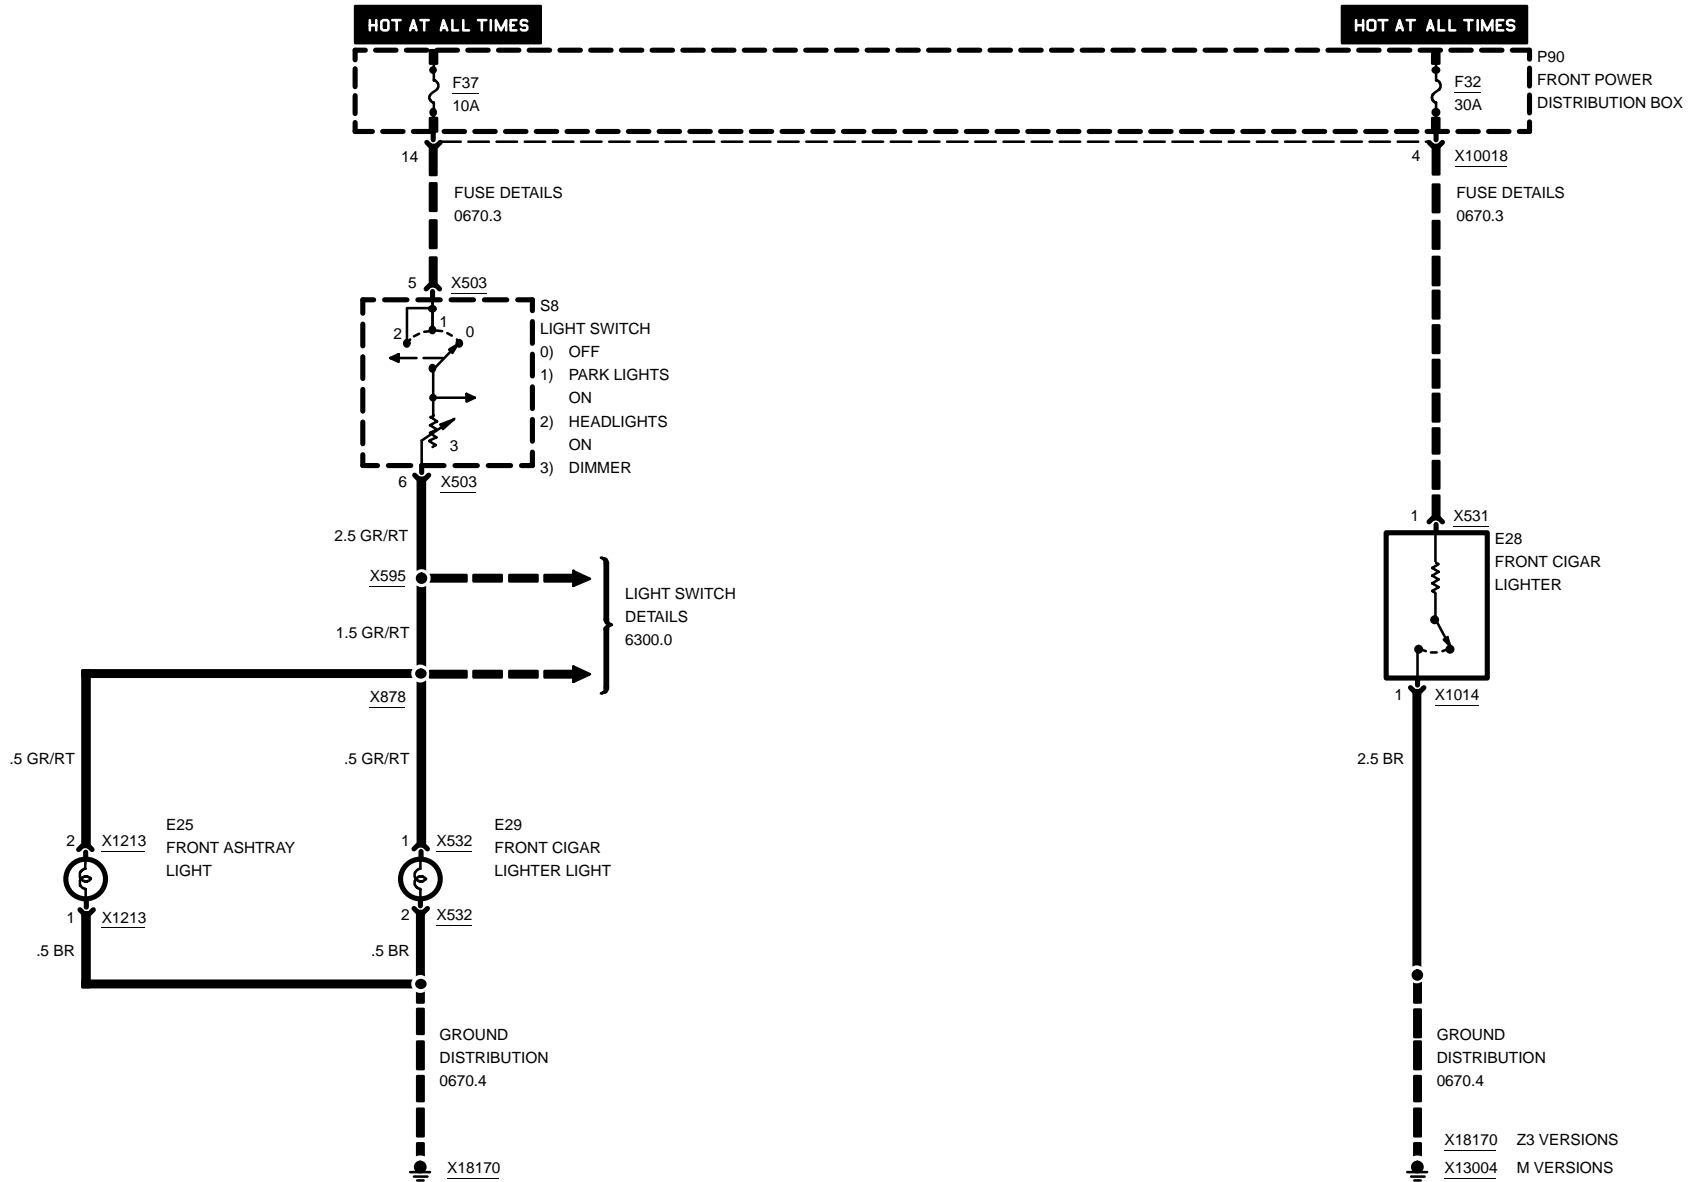 HOT AT ALL TIMES
HOT AT ALL TIMES
P90
FRONT POWER
DISTRIBUTION BOX
F37
10A
F32
30A
14
4 X10018
FUSE DETAILS
0670.3
FUSE DETAILS
0670.3
5 X503
S8
LIGHT SWITCH
0) OFF
1) PARK LIGHTS
ON
2) HEADLIGHTS
ON
3) DIMMER
2
1
0
3
6 X503
2.5 GR/RT
X595
1.5 GR/RT
X878
LIGHT SWITCH
DETAILS
6300.0
1 X531
E28
FRONT CIGAR
LIGHTER
1 X1014
.5 GR/RT
.5 GR/RT
2.5 BR
2 X1213
E25
FRONT ASHTRAY
LIGHT
1 X1213
1 X532
E29
FRONT CIGAR
LIGHTER LIGHT
2 X532
.5 BR
.5 BR
GROUND
DISTRIBUTION
0670.4
GROUND
DISTRIBUTION
0670.4
X18170
X18170 Z3 VERSIONS
X13004 M VERSIONS